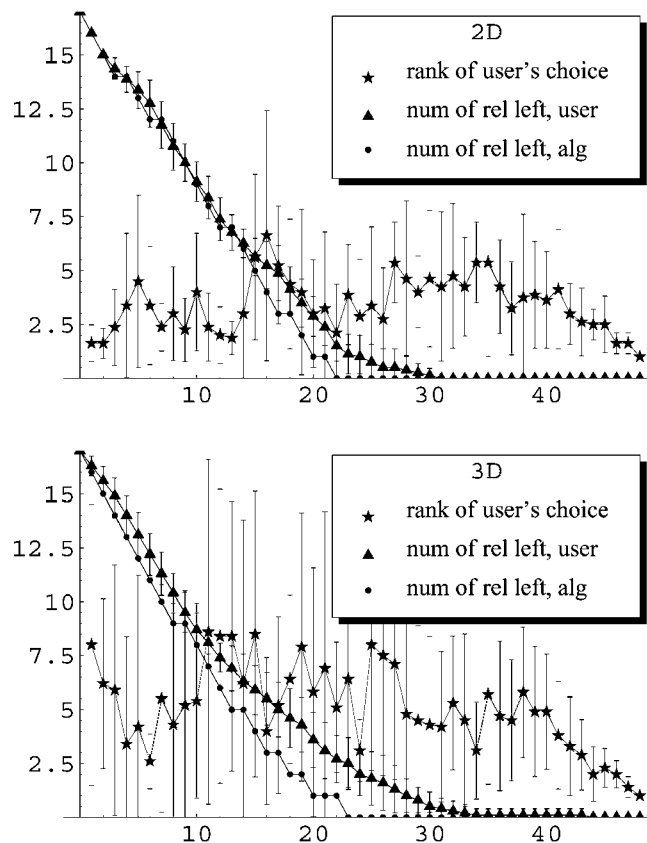 2D
rank of user's choice
num of rel left, user
num of rel left, alg
15
12.5
10
7.5
5
2.5
10 20 30 40
3D
rank of user's choice
num of rel left, user
num of rel left, alg
15
12.5
10
7.5
5
2.5
10 20 30 40